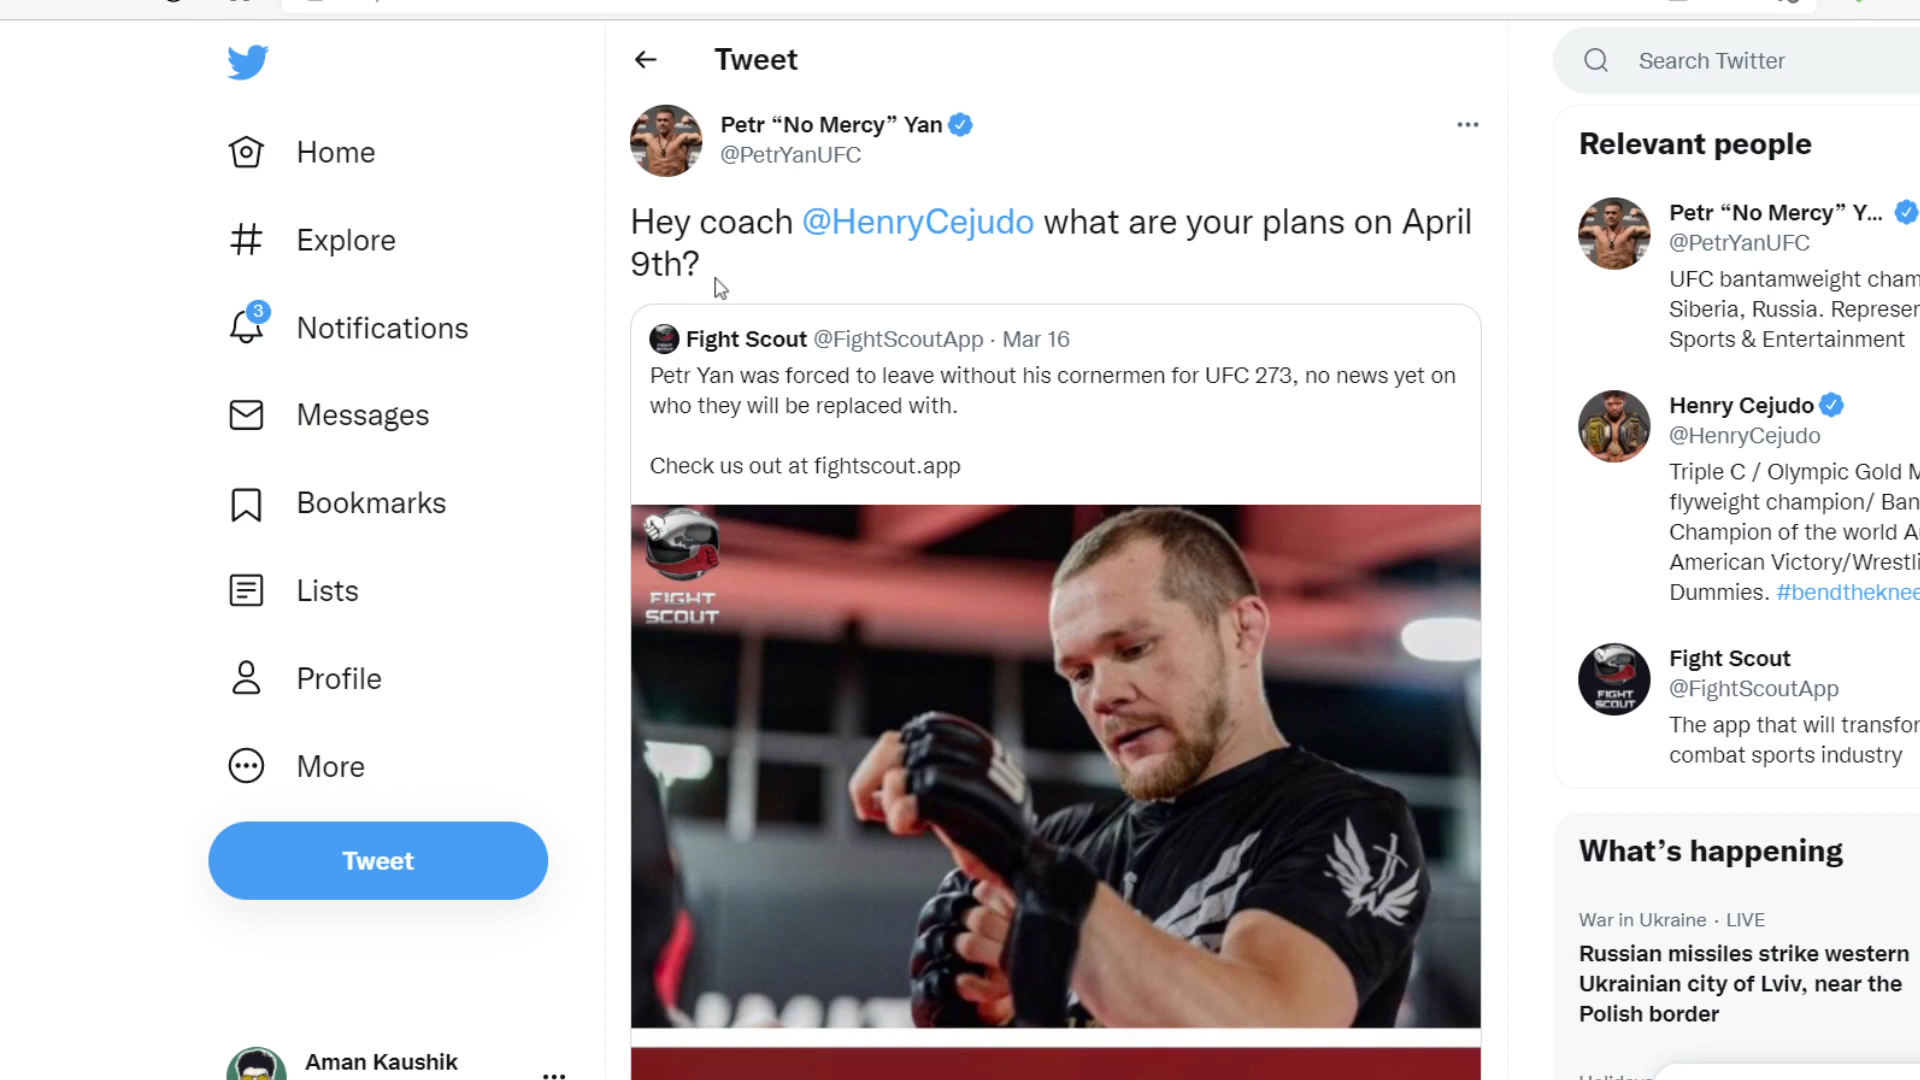 Tweet
Petr “No Mercy” Yan
@PetrYanUFC
Hey coach @HenryCejudo what are your plans on April
9th?
Fight Scout @FightScoutApp · Mar 16
Petr Yan was forced to leave without his cornermen for UFC 273, no news yet on
who they will be replaced with.
Check us out at fightscout.app
FIGHT
SCOUT
Home
Explore
3
Notifications
Messages
Bookmarks
Lists
Profile
More
Tweet
Aman Kaushik
Search Twitter
Relevant people
Petr “No Mercy” Y...
@PetrYanUFC
UFC bantamweight cham
Siberia, Russia. Represer
Sports & Entertainment
Henry Cejudo
@HenryCejudo
Triple C / Olympic Gold M
flyweight champion/ Ban
Champion of the world A
American Victory/Wrestli
Dummies. #bendtheknee
FIGHT
SCOUT
Fight Scout
@FightScoutApp
The app that will transfor
combat sports industry
What’s happening
War in Ukraine · LIVE
Russian missiles strike western
Ukrainian city of Lviv, near the
Polish border